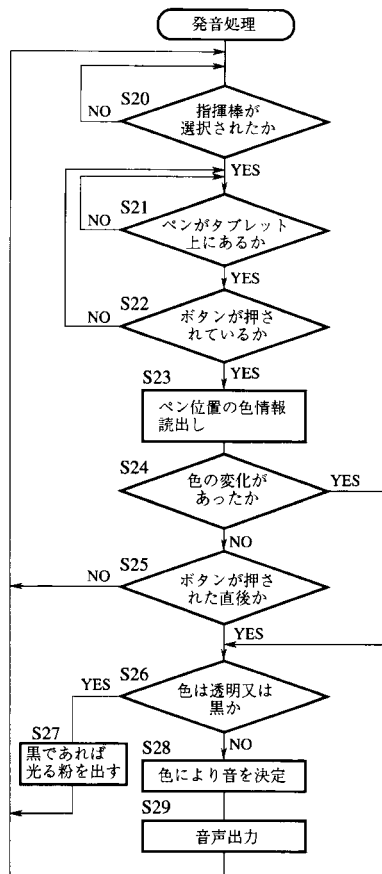 発音処理
S20
指揮棒が
選択されたか
NO
YES
S21
ペンがタブレット
上にあるか
NO
YES
S22
ボタンが押さ
れているか
NO
YES
S23
ペン位置の色情報
読出し
S24
色の変化が
あったか
YES
NO
S25
ボタンが押さ
れた直後か
NO
YES
S26
色は透明又は
黒か
YES
NO
S27
黒であれば
光る粉を出す
S28
色により音を決定
S29
音声出力